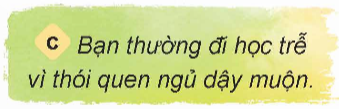 C Bạn thường đi học trễ
vì thói quen ngủ dậy muộn.